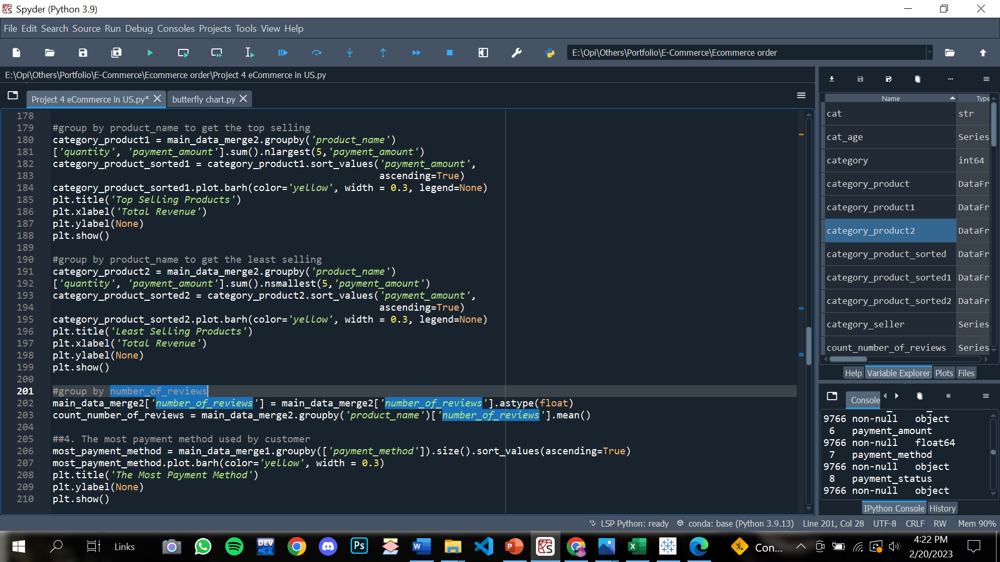 Spyder (Python 3.9)
File Edit Search Source Run Debug Consoles Projects Tools View Help
E:\Opi\Others\Portfolio\E-Commerce\Ecommerce order
E:\Opi\Others\Portfolio\E-Commerce\Ecommerce order\Project 4 eCommerce in US.py
Project 4 eCommerce in US.py*
butterfly chart.py
178
179 #group by product_name to get the top selling
180 category_product1 = main_data_merge2.groupby('product_name')
181 ['quantity', 'payment_amount'].sum().nlargest(5,'payment_amount')
182 category_product_sorted1 = category_product1.sort_values('payment_amount',
183 ascending=True)
184 category_product_sorted1.plot.barh(color='yellow', width = 0.3, legend=None)
185 plt.title('Top Selling Products')
186 plt.xlabel('Total Revenue')
187 plt.ylabel(None)
188 plt.show()
189
190 #group by product_name to get the least selling
191 category_product2 = main_data_merge2.groupby('product_name')
192 ['quantity', 'payment_amount'].sum().nsmallest(5,'payment_amount')
193 category_product_sorted2 = category_product2.sort_values('payment_amount',
194 ascending=True)
195 category_product_sorted2.plot.barh(color='yellow', width = 0.3, legend=None)
196 plt.title('Least Selling Products')
197 plt.xlabel('Total Revenue')
198 plt.ylabel(None)
199 plt.show()
200
201 #group by number_of_reviews
202 main_data_merge2['number_of_reviews'] = main_data_merge2['number_of_reviews'].astype(float)
203 count_number_of_reviews = main_data_merge2.groupby('product_name')['number_of_reviews'].mean()
204
205 ##4. The most payment method used by customer
206 most_payment_method = main_data_merge1.groupby(['payment_method']).size().sort_values(ascending=True)
207 most_payment_method.plot.barh(color='yellow', width = 0.3)
208 plt.title('The Most Payment Method')
209 plt.ylabel(None)
210 plt.show()
Name Type
cat str
cat_age Series
category int64
category_product DataFr
category_product1 DataFr
category_product2 DataFr
category_product_sorted DataFr
category_product_sorted1 DataFr
category_product_sorted2 DataFr
category_seller Series
count_number_of_reviews Series
Help Variable Explorer Plots Files
Console
9766 non-null object
6 payment_amount
9766 non-null float64
7 payment_method
9766 non-null object
8 payment_status
9766 non-null object
IPython Console History
LSP Python: ready conda: base (Python 3.9.13) Line 201, Col 28 UTF-8 CRLF RW Mem 90%
Links
DEV
C++
Ps
W
P
X
Con...
4:22 PM
2/20/2023